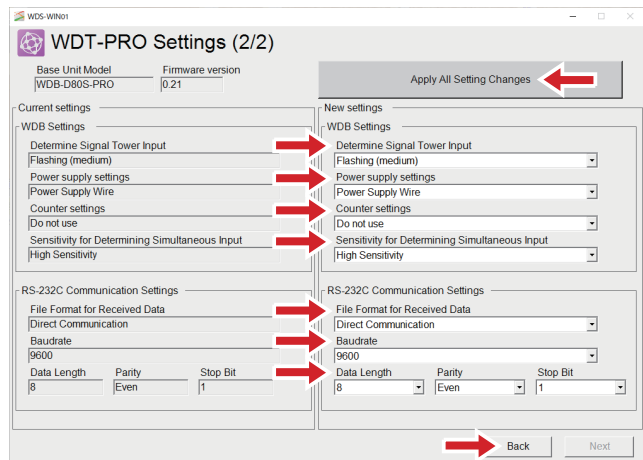 WDS-WIN01
WDT-PRO Settings (2/2)
Base Unit Model Firmware version
WDB-D80S-PRO 0.21
Apply All Setting Changes
Current settings
WDB Settings
Determine Signal Tower Input
Flashing (medium)
Power supply settings
Power Supply Wire
Counter settings
Do not use
Sensitivity for Determining Simultaneous Input
High Sensitivity
RS-232C Communication Settings
File Format for Received Data
Direct Communication
Baudrate
9600
Data Length Parity Stop Bit
8 Even 1
New settings
WDB Settings
Determine Signal Tower Input
Flashing (medium)
Power supply settings
Power Supply Wire
Counter settings
Do not use
Sensitivity for Determining Simultaneous Input
High Sensitivity
RS-232C Communication Settings
File Format for Received Data
Direct Communication
Baudrate
9600
Data Length Parity Stop Bit
8 Even 1
Back Next